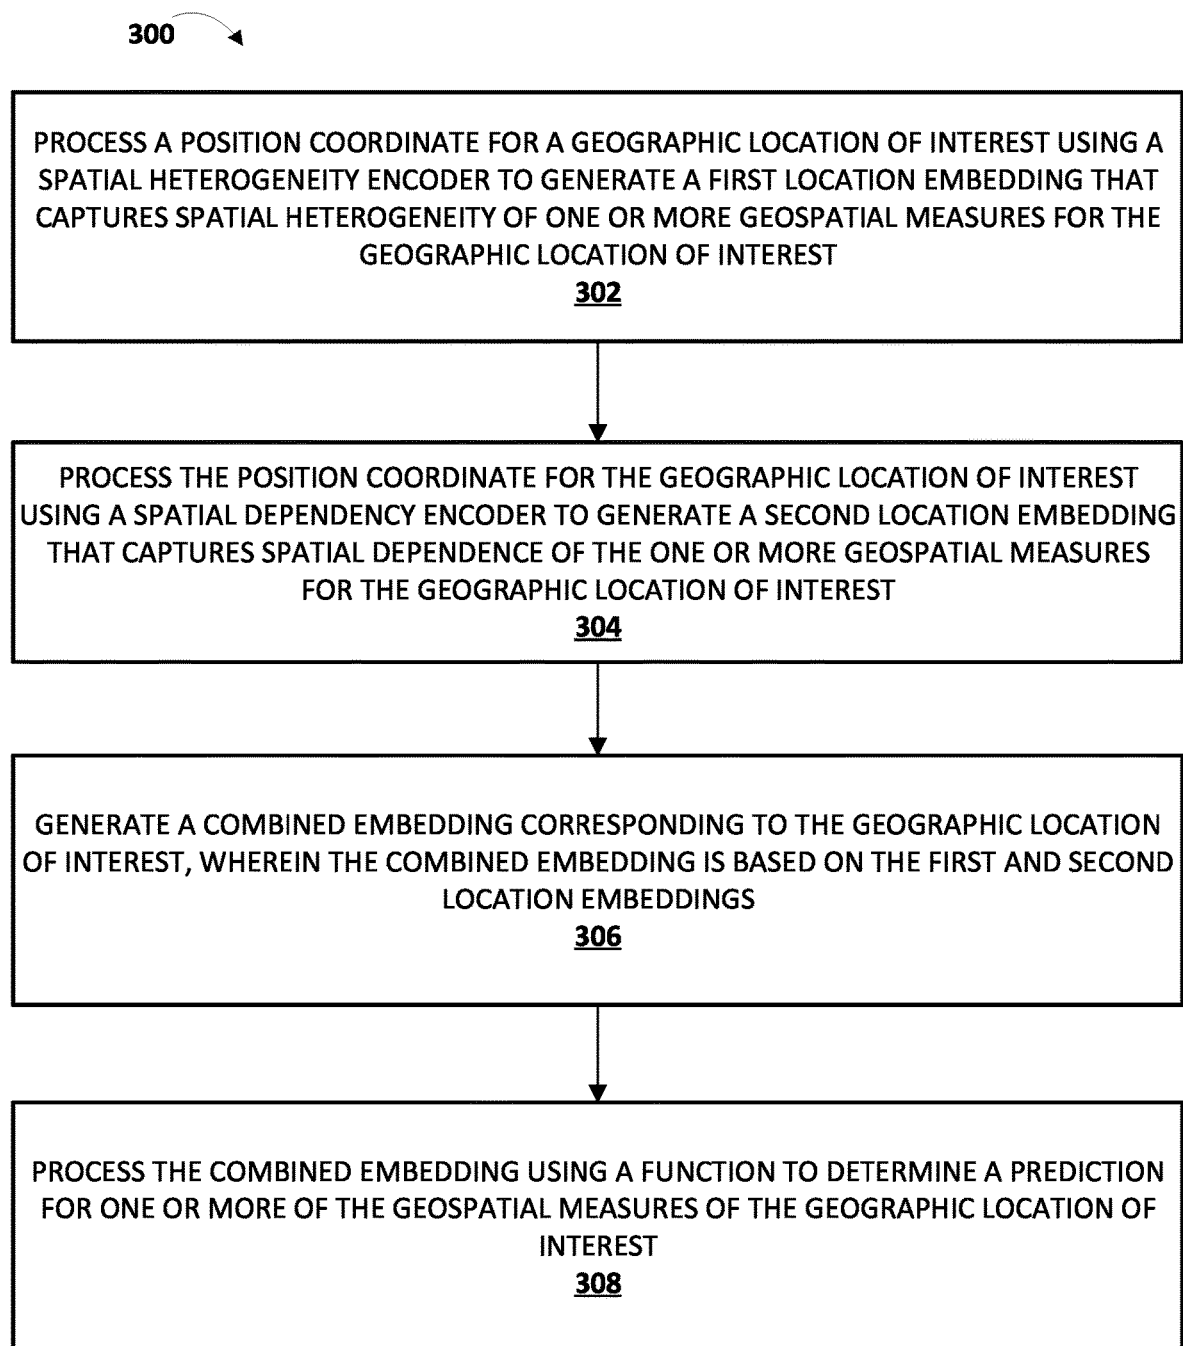 300
PROCESS A POSITION COORDINATE FOR A GEOGRAPHIC LOCATION OF INTEREST USING A
SPATIAL HETEROGENEITY ENCODER TO GENERATE A FIRST LOCATION EMBEDDING THAT
CAPTURES SPATIAL HETEROGENEITY OF ONE OR MORE GEOSPATIAL MEASURES FOR THE
GEOGRAPHIC LOCATION OF INTEREST
302
PROCESS THE POSITION COORDINATE FOR THE GEOGRAPHIC LOCATION OF INTEREST
USING A SPATIAL DEPENDENCY ENCODER TO GENERATE A SECOND LOCATION EMBEDDING
THAT CAPTURES SPATIAL DEPENDENCE OF THE ONE OR MORE GEOSPATIAL MEASURES
FOR THE GEOGRAPHIC LOCATION OF INTEREST
304
GENERATE A COMBINED EMBEDDING CORRESPONDING TO THE GEOGRAPHIC LOCATION
OF INTEREST, WHEREIN THE COMBINED EMBEDDING IS BASED ON THE FIRST AND SECOND
LOCATION EMBEDDINGS
306
PROCESS THE COMBINED EMBEDDING USING A FUNCTION TO DETERMINE A PREDICTION
FOR ONE OR MORE OF THE GEOSPATIAL MEASURES OF THE GEOGRAPHIC LOCATION OF
INTEREST
308